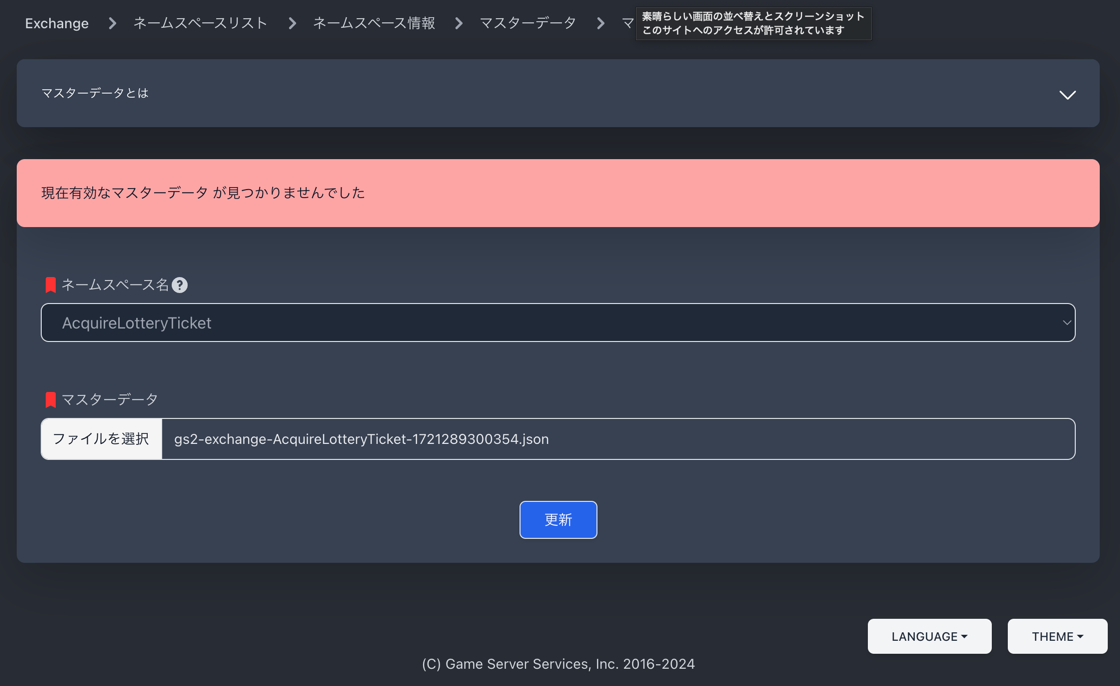 Exchange ネームスペースリスト ネームスペース情報 マスターデータ マ
素晴らしい画面の並べ替えとスクリーンショット
このサイトへのアクセスが許可されています
マスターデータとは
現在有効なマスターデータ が見つかりませんでした
ネームスペース名 ?
AcquireLotteryTicket
マスターデータ
ファイルを選択 gs2-exchange-AcquireLotteryTicket-1721289300354.json
更新
LANGUAGE THEME
(C) Game Server Services, Inc. 2016-2024